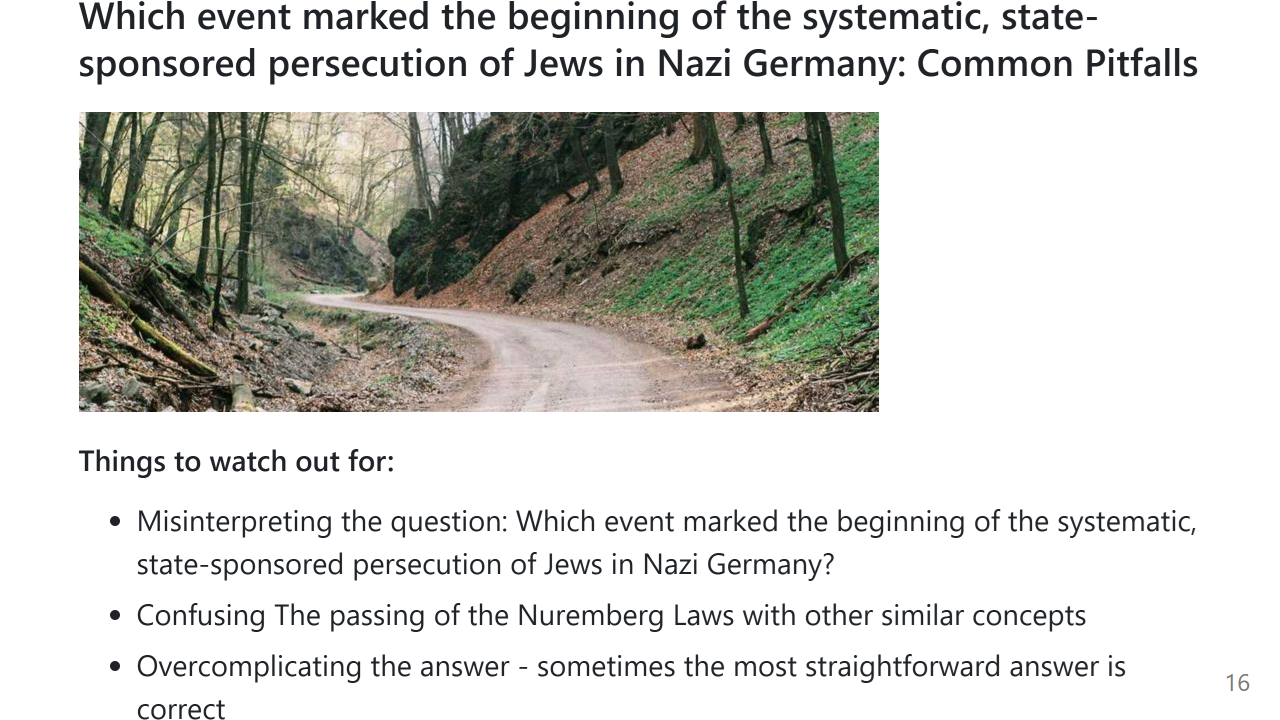 Which event marked the beginning of the systematic, state-
sponsored persecution of Jews in Nazi Germany: Common Pitfalls
Things to watch out for:
• Misinterpreting the question: Which event marked the beginning of the systematic,
state-sponsored persecution of Jews in Nazi Germany?
• Confusing The passing of the Nuremberg Laws with other similar concepts
• Overcomplicating the answer - sometimes the most straightforward answer is
correct
16